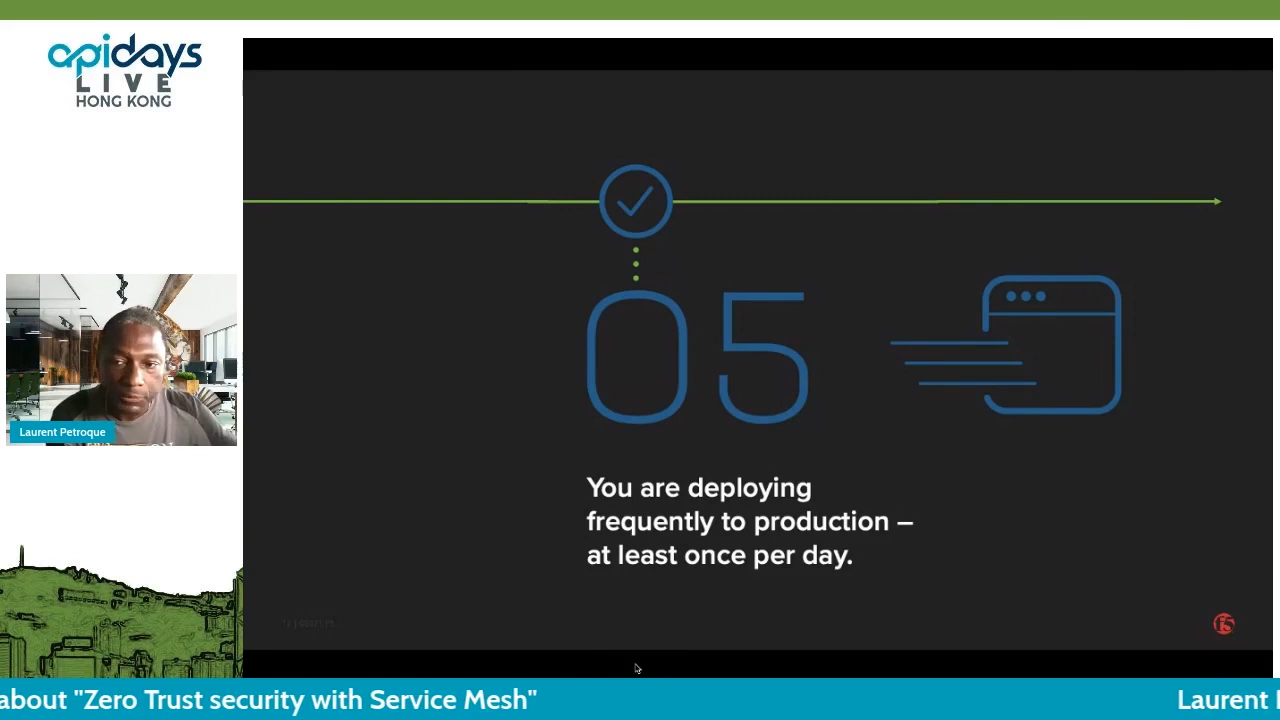 apidays
LIVE
HONG KONG
05
You are deploying
frequently to production –
at least once per day.
Laurent Petroque
f5
about "Zero Trust security with Service Mesh"
Laurent